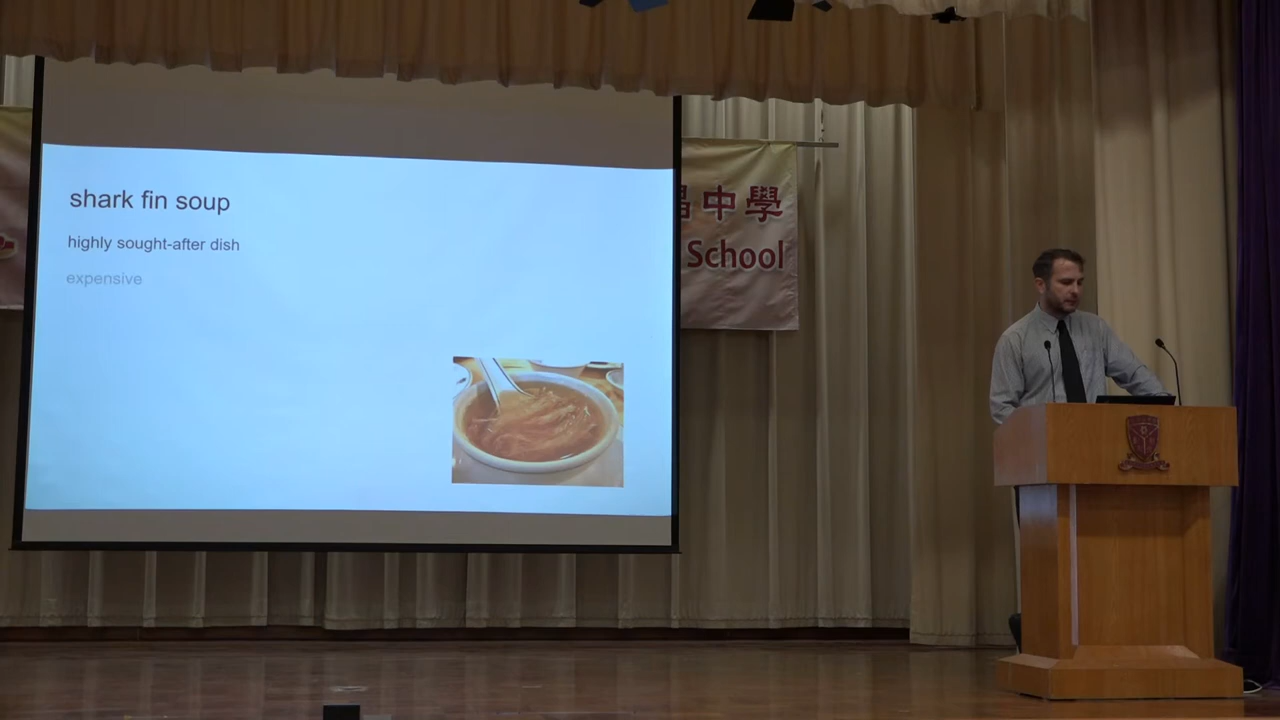 shark fin soup
highly sought-after dish
expensive
中學
School